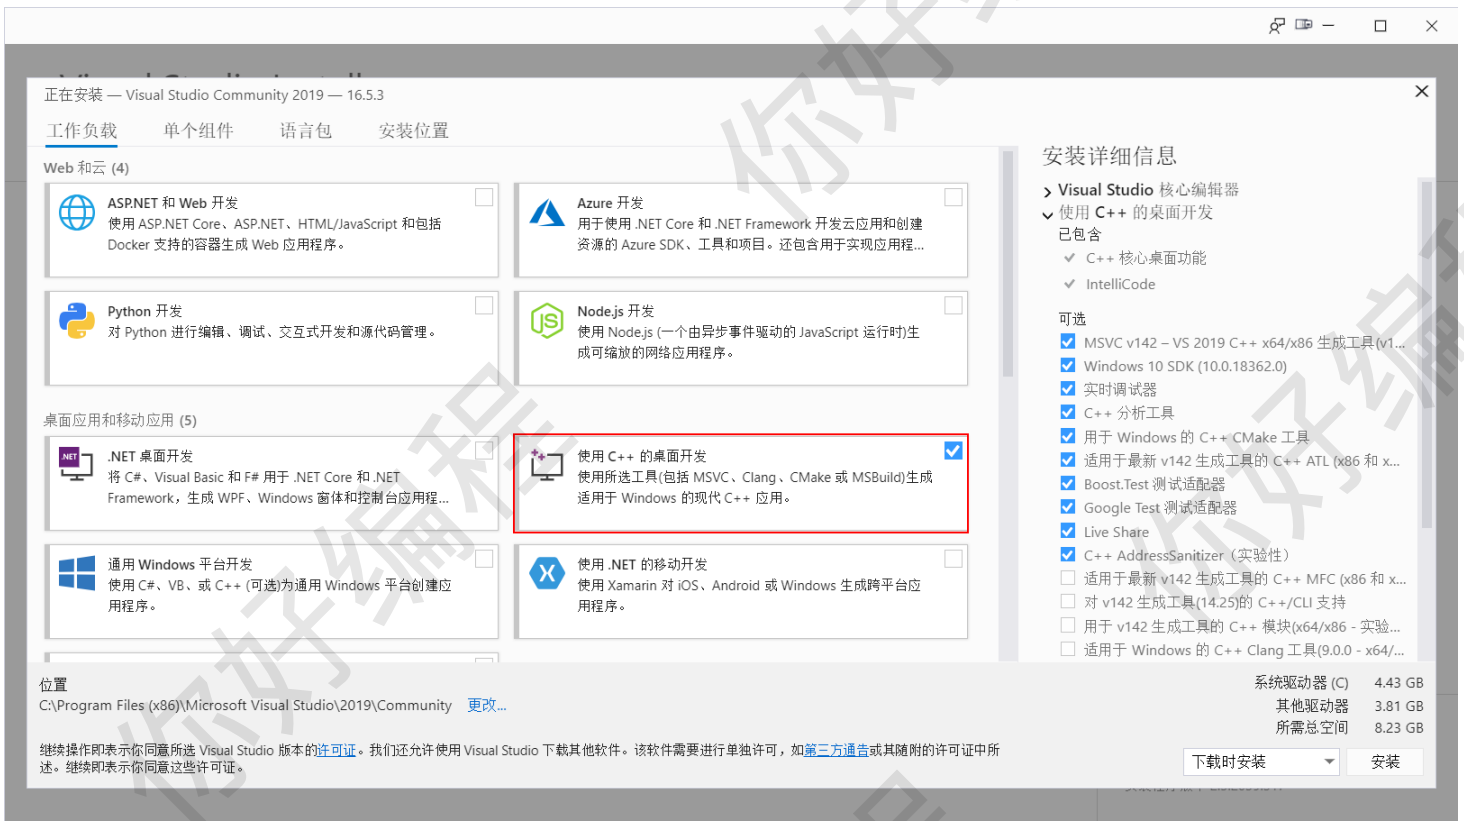 正在安装 — Visual Studio Community 2019 — 16.5.3
工作负载 单个组件 语言包 安装位置
Web 和云 (4)
ASP.NET 和 Web 开发
使用 ASP.NET Core、ASP.NET、HTML/JavaScript 和包括
Docker 支持的容器生成 Web 应用程序。
Azure 开发
用于使用 .NET Core 和 .NET Framework 开发云应用和创建
资源的 Azure SDK、工具和项目。还包含用于实现应用程...
Python 开发
对 Python 进行编辑、调试、交互式开发和源代码管理。
Node.js 开发
使用 Node.js (一个由异步事件驱动的 JavaScript 运行时)生
成可缩放的网络应用程序。
桌面应用和移动应用 (5)
.NET 桌面开发
将 C#、Visual Basic 和 F# 用于 .NET Core 和 .NET
Framework，生成 WPF、Windows 窗体和控制台应用程...
使用 C++ 的桌面开发
使用所选工具(包括 MSVC、Clang、CMake 或 MSBuild)生成
适用于 Windows 的现代 C++ 应用。
通用 Windows 平台开发
使用 C#、VB、或 C++ (可选)为通用 Windows 平台创建应
用程序。
使用 .NET 的移动开发
使用 Xamarin 对 iOS、Android 或 Windows 生成跨平台应
用程序。
安装详细信息
Visual Studio 核心编辑器
使用 C++ 的桌面开发
已包含
C++ 核心桌面功能
IntelliCode
可选
MSVC v142 – VS 2019 C++ x64/x86 生成工具(v1...
Windows 10 SDK (10.0.18362.0)
实时调试器
C++ 分析工具
用于 Windows 的 C++ CMake 工具
适用于最新 v142 生成工具的 C++ ATL (x86 和 x...
Boost.Test 测试适配器
Google Test 测试适配器
Live Share
C++ AddressSanitizer（实验性）
适用于最新 v142 生成工具的 C++ MFC (x86 和 x...
对 v142 生成工具(14.25)的 C++/CLI 支持
用于 v142 生成工具的 C++ 模块(x64/x86 - 实验...
适用于 Windows 的 C++ Clang 工具(9.0.0 - x64/...
位置
C:\Program Files (x86)\Microsoft Visual Studio\2019\Community 更改...
系统驱动器 (C) 4.43 GB
其他驱动器 3.81 GB
所需总空间 8.23 GB
继续操作即表示你同意所选 Visual Studio 版本的许可证。我们还允许使用 Visual Studio 下载其他软件。该软件需要进行单独许可，如第三方通告或其随附的许可证中所
述。继续即表示你同意这些许可证。
下载时安装 安装
你好编程
你好编程